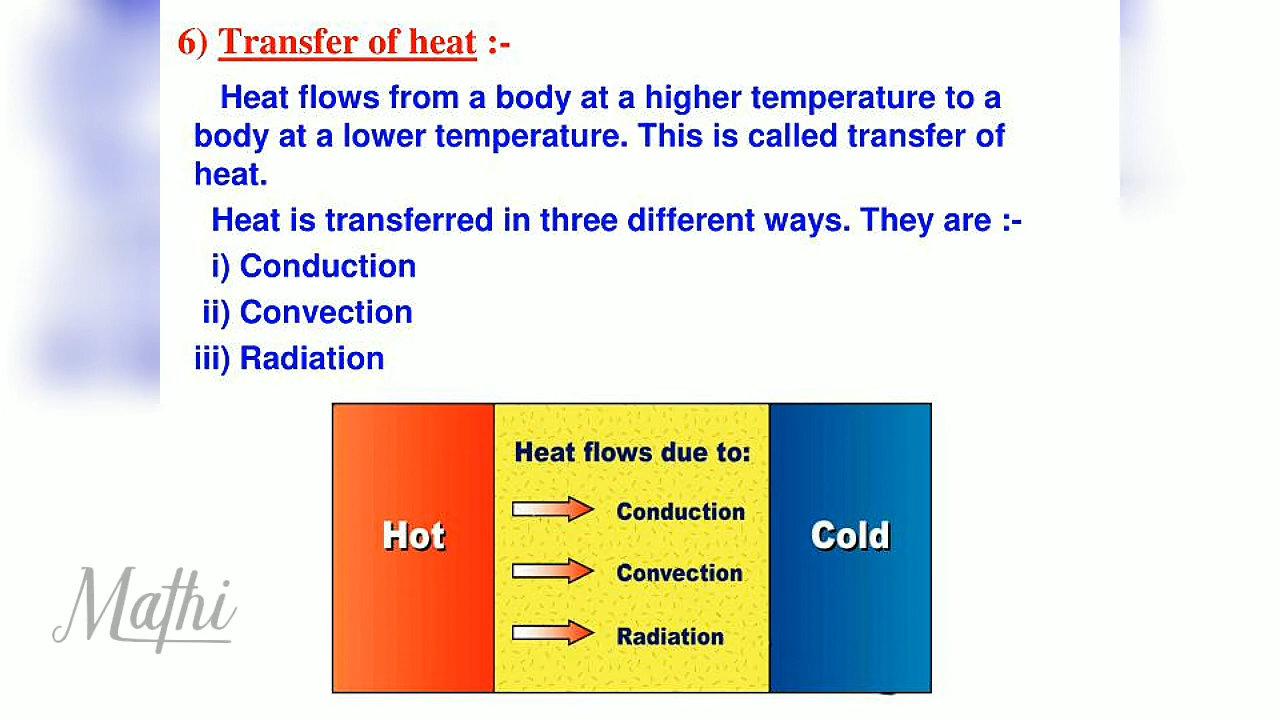 6) Transfer of heat :-
Heat flows from a body at a higher temperature to a
body at a lower temperature. This is called transfer of
heat.
Heat is transferred in three different ways. They are :-
i) Conduction
ii) Convection
iii) Radiation
Heat flows due to:
Hot
Conduction
Convection
Radiation
Cold
Mathi